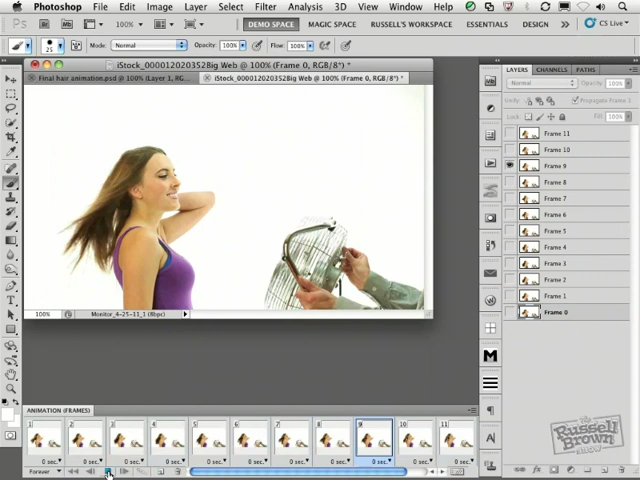 Photoshop File Edit Image Layer Select Filter Analysis 3D View Window Help
Ps 100% DEMO SPACE MAGIC SPACE RUSSELL'S WORKSPACE ESSENTIALS DESIGN CS Live
25 Mode: Normal Opacity: 100% Flow: 100%
iStock_000012020352Big Web @ 100% (Frame 0, RGB/8*) *
Final hair animation.psd @ 100% (Layer 1, RG...
iStock_000012020352Big Web @ 100% (Frame 0, RGB/8*) *
LAYERS CHANNELS PATHS
Normal Opacity: 100%
Unify: Propagate Frame 1
Lock: Fill: 100%
Frame 11
Frame 10
Frame 9
Frame 8
Frame 7
Frame 6
Frame 5
Frame 4
Frame 3
Frame 2
Frame 1
Frame 0
100% Monitor_4-25-11_1 (8bpc)
ANIMATION (FRAMES)
1 2 3 4 5 6 7 8 9 10 11
0 sec. 0 sec. 0 sec. 0 sec. 0 sec. 0 sec. 0 sec. 0 sec. 0 sec. 0 sec. 0 sec.
Forever
The
Russell
Brown
Show